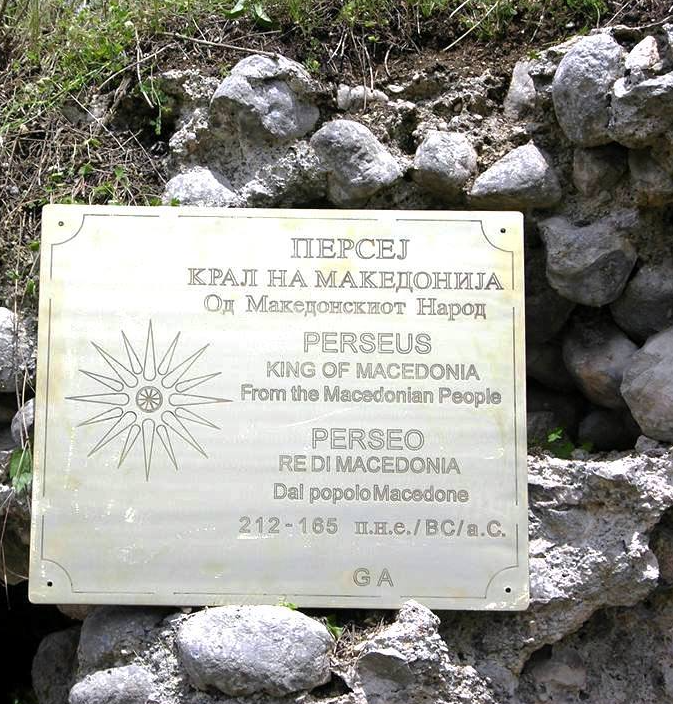 ПЕРСЕЈ
КРАЛ НА МАКЕДОНИЈА
Од Македонскиот Народ
PERSEUS
KING OF MACEDONIA
From the Macedonian People
PERSEO
RE DI MACEDONIA
Dal popolo Macedone
212-165 п.н.е./BC/a.C.
GA